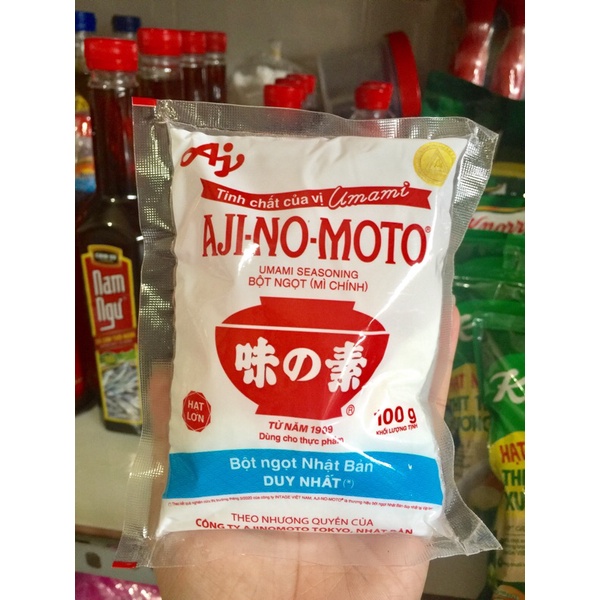 Aj
Tinh chất của vị Umami
AJI-NO-MOTO®
UMAMI SEASONING
BỘT NGỌT (MÌ CHÍNH)
味の素
®
HẠT
LỚN
TỪ NĂM 1909
Dùng cho thực phẩm
100g
KHỐI LƯỢNG TỊNH
Bột ngọt Nhật Bản
DUY NHẤT(*)
THEO NHƯỢNG QUYỀN CỦA
CÔNG TY AJINOMOTO TOKYO, NHẬT BẢN
Nam
Ngư
Knorr